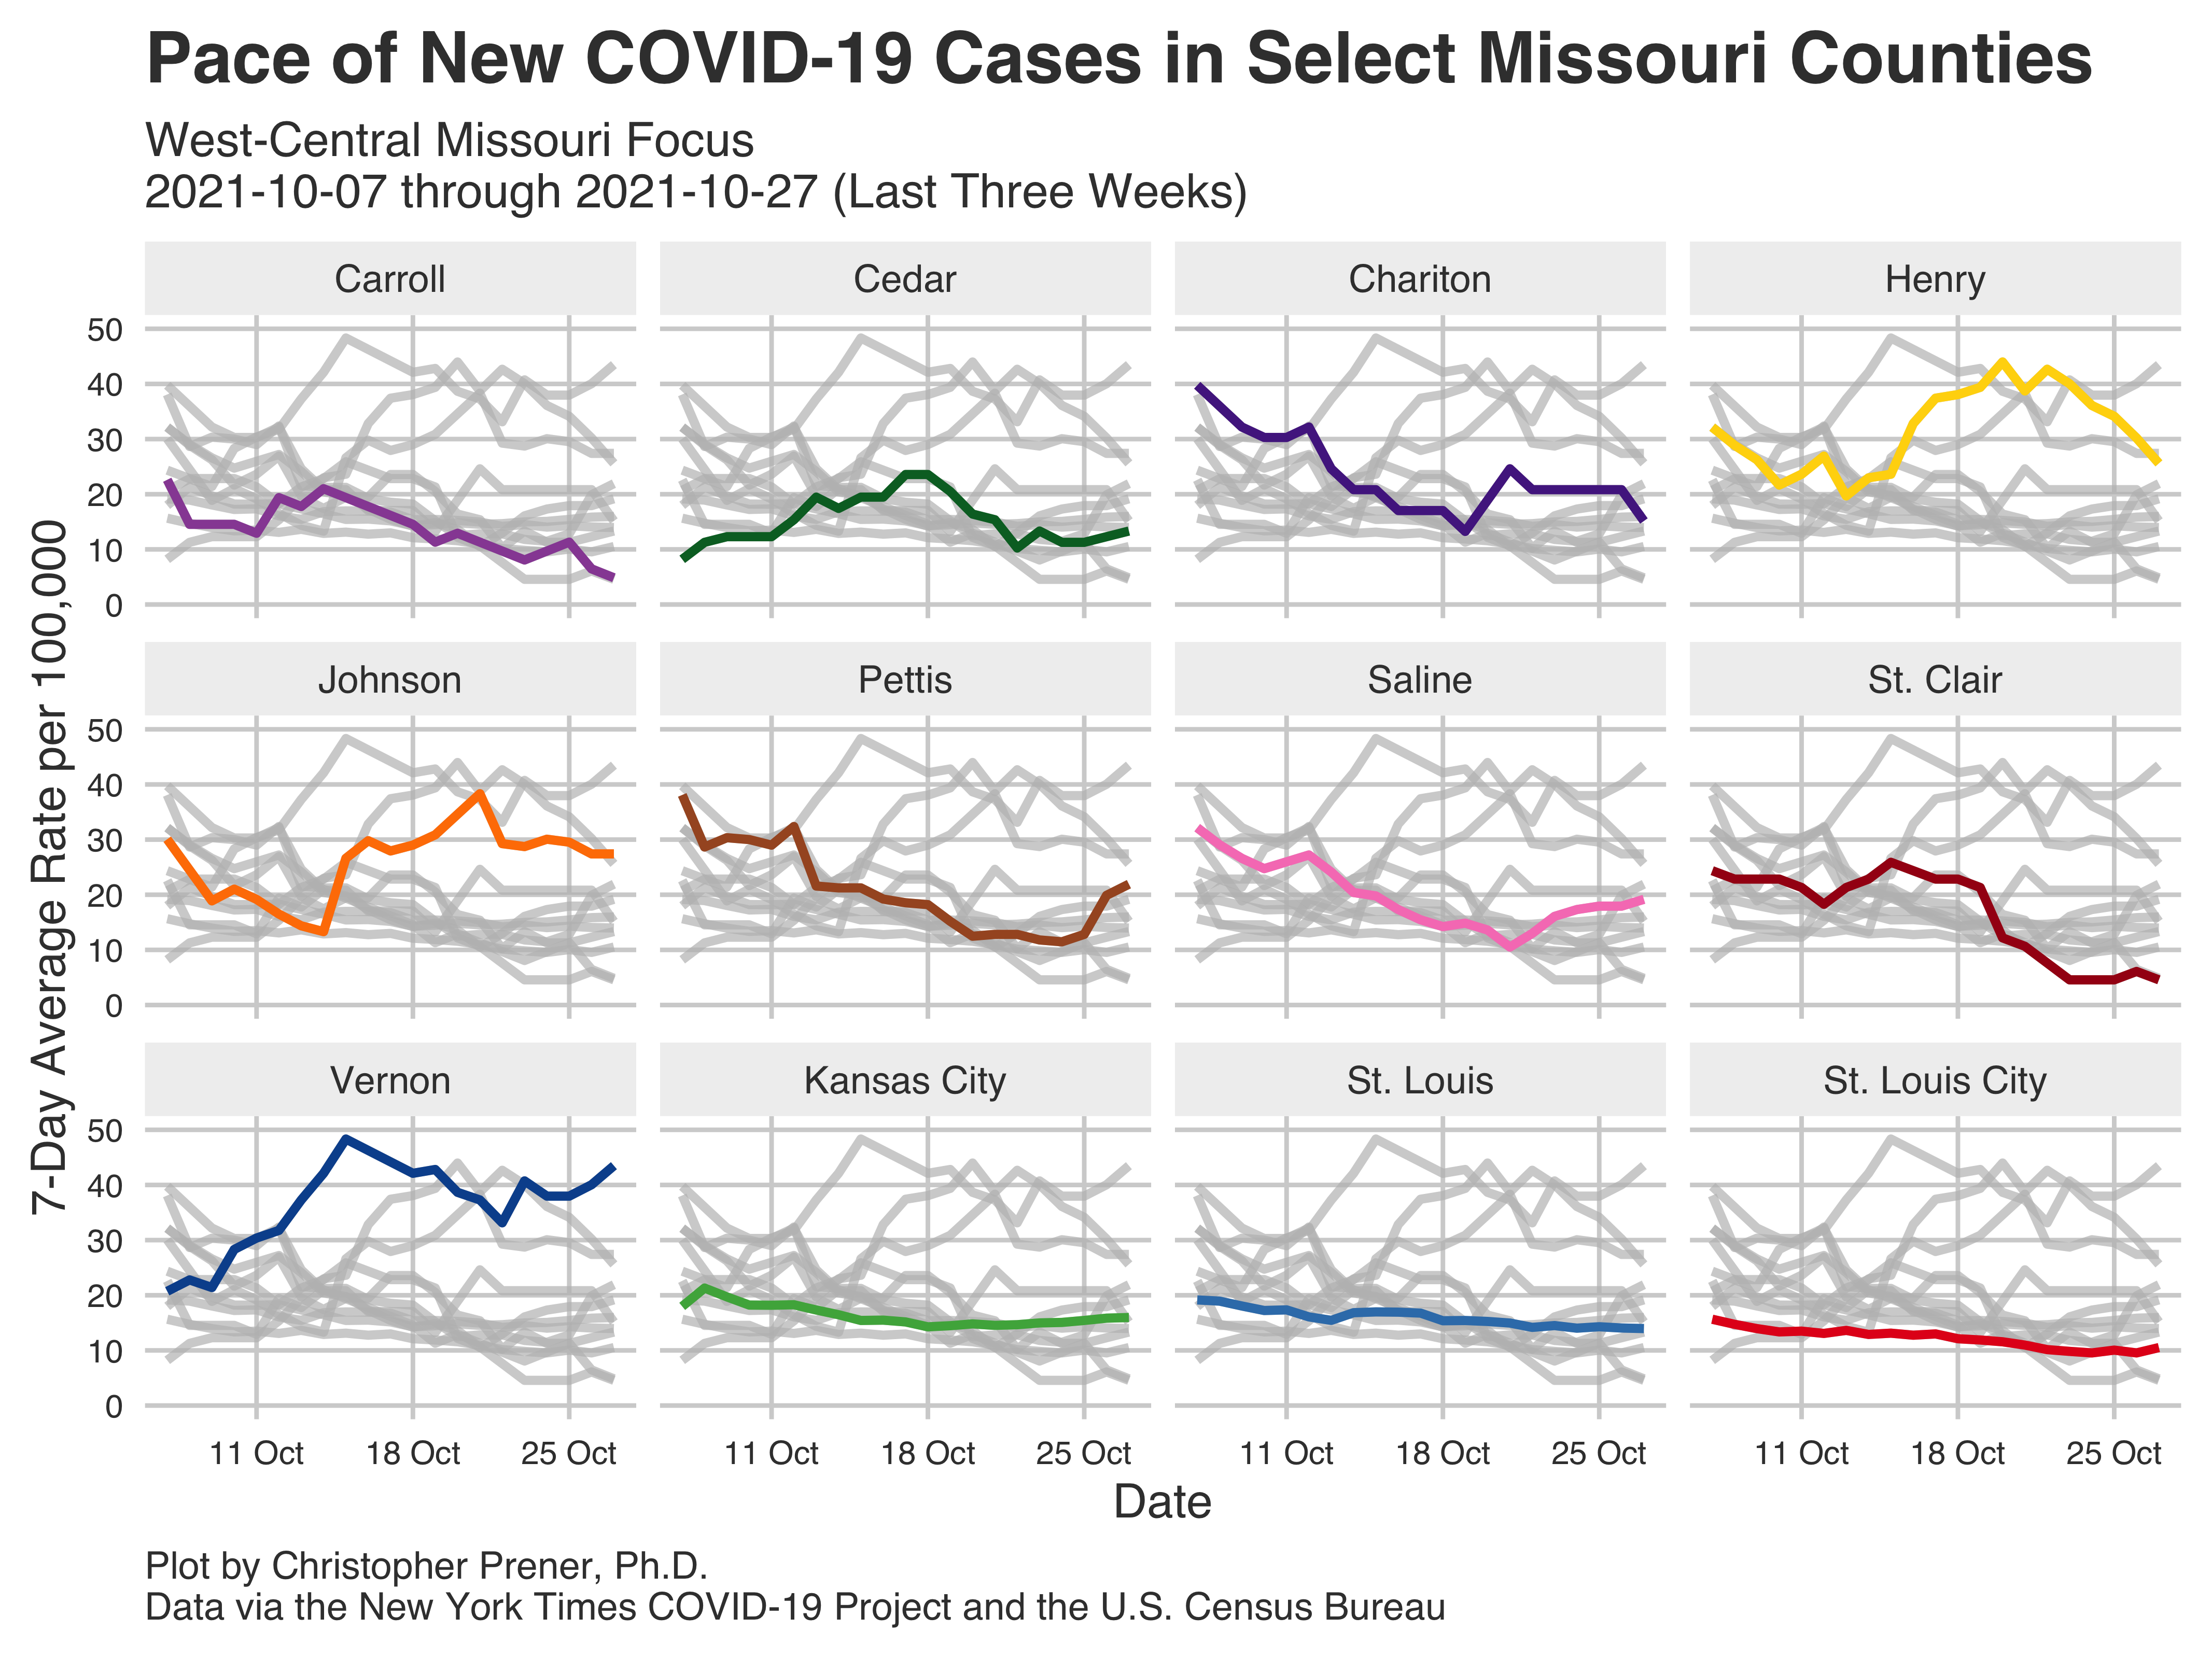 Pace of New COVID-19 Cases in Select Missouri Counties
West-Central Missouri Focus
2021-10-07 through 2021-10-27 (Last Three Weeks)
Carroll Cedar Chariton Henry
50
40
30
20
10
0
Johnson Pettis Saline St. Clair
50
40
30
20
10
0
Vernon Kansas City St. Louis St. Louis City
50
40
30
20
10
0
7-Day Average Rate per 100,000
11 Oct 18 Oct 25 Oct 11 Oct 18 Oct 25 Oct 11 Oct 18 Oct 25 Oct 11 Oct 18 Oct 25 Oct
Date
Plot by Christopher Prener, Ph.D.
Data via the New York Times COVID-19 Project and the U.S. Census Bureau